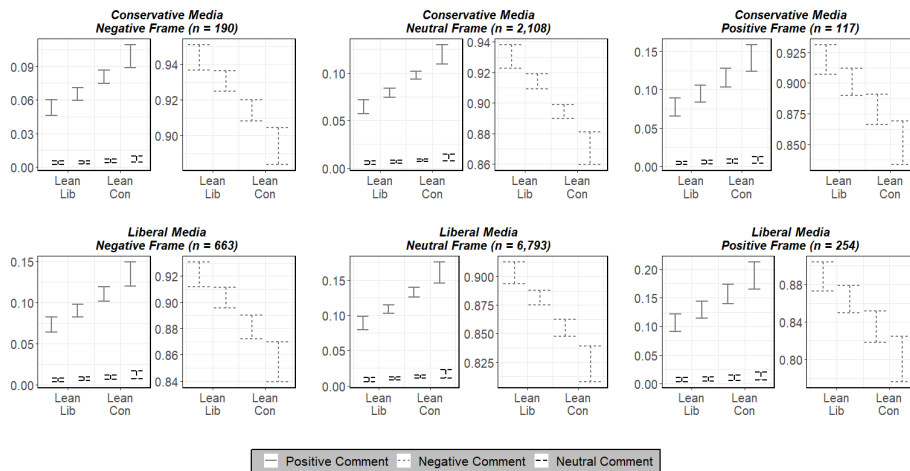 Conservative Media
Negative Frame (n = 190)
Conservative Media
Neutral Frame (n = 2,108)
Conservative Media
Positive Frame (n = 117)
0.09
0.06
0.03
0.00
0.94
0.92
0.90
0.10
0.05
0.00
0.94
0.92
0.90
0.88
0.86
0.15
0.10
0.05
0.00
0.925
0.900
0.875
0.850
Lean Lean
Lib Con
Lean Lean
Lib Con
Lean Lean
Lib Con
Lean Lean
Lib Con
Lean Lean
Lib Con
Lean Lean
Lib Con
Liberal Media
Negative Frame (n = 663)
Liberal Media
Neutral Frame (n = 6,793)
Liberal Media
Positive Frame (n = 254)
0.15
0.10
0.05
0.00
0.92
0.90
0.88
0.86
0.84
0.15
0.10
0.05
0.00
0.900
0.875
0.850
0.825
0.20
0.15
0.10
0.05
0.00
0.88
0.84
0.80
Lean Lean
Lib Con
Lean Lean
Lib Con
Lean Lean
Lib Con
Lean Lean
Lib Con
Lean Lean
Lib Con
Lean Lean
Lib Con
Positive Comment Negative Comment Neutral Comment